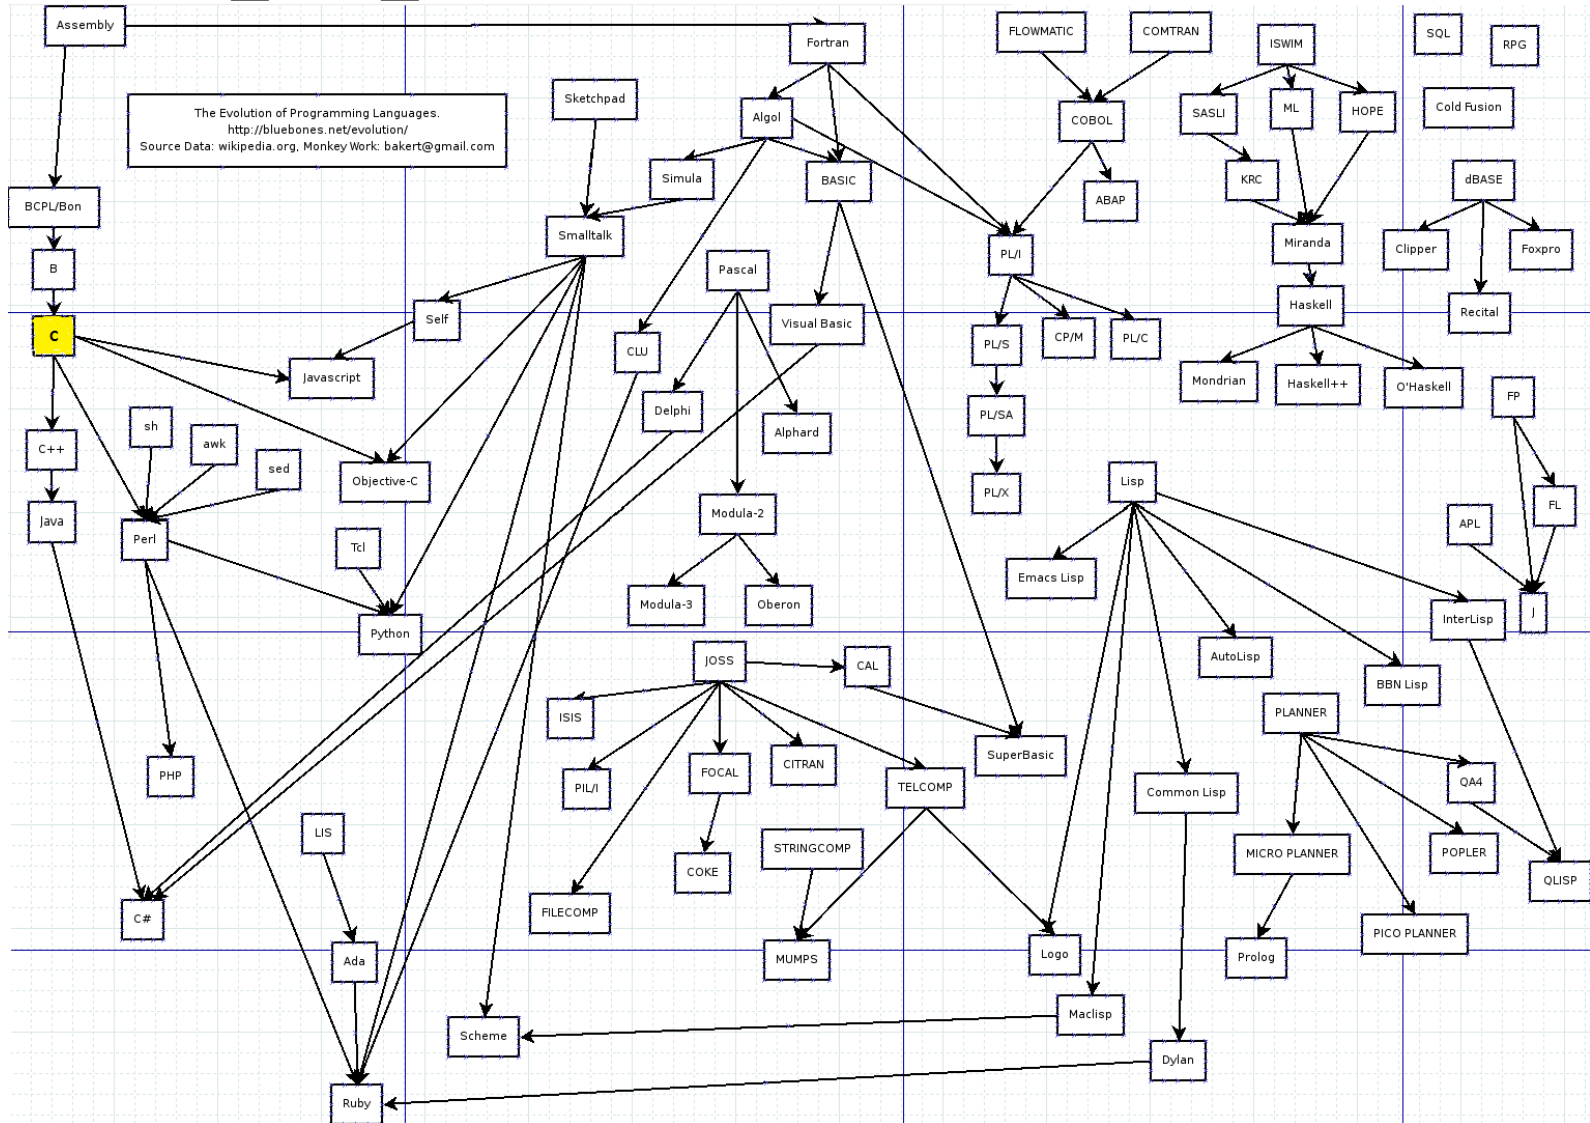 Assembly
Fortran
FLOWMATIC
COMTRAN
ISWIM
SQL
RPG
Sketchpad
The Evolution of Programming Languages.
http://bluebones.net/evolution/
Source Data: wikipedia.org, Monkey Work: bakert@gmail.com
Algol
COBOL
SASLI
ML
HOPE
Cold Fusion
Simula
BASIC
KRC
dBASE
ABAP
BCPL/Bon
Smalltalk
Miranda
Clipper
Foxpro
PL/I
B
Pascal
Haskell
Recital
Self
Visual Basic
C
CLU
PL/S
CP/M
PL/C
Javascript
Mondrian
Haskell++
O'Haskell
FP
Delphi
PL/SA
sh
awk
Alphard
C++
sed
Objective-C
Lisp
PL/X
FL
Modula-2
Java
APL
Perl
Tcl
Emacs Lisp
Modula-3
Oberon
J
InterLisp
Python
AutoLisp
JOSS
CAL
BBN Lisp
ISIS
PLANNER
SuperBasic
CITRAN
PHP
FOCAL
QA4
PIL/I
TELCOMP
Common Lisp
LIS
STRINGCOMP
MICRO PLANNER
POPLER
COKE
QLISP
FILECOMP
C#
PICO PLANNER
Logo
Prolog
MUMPS
Ada
Maclisp
Scheme
Dylan
Ruby